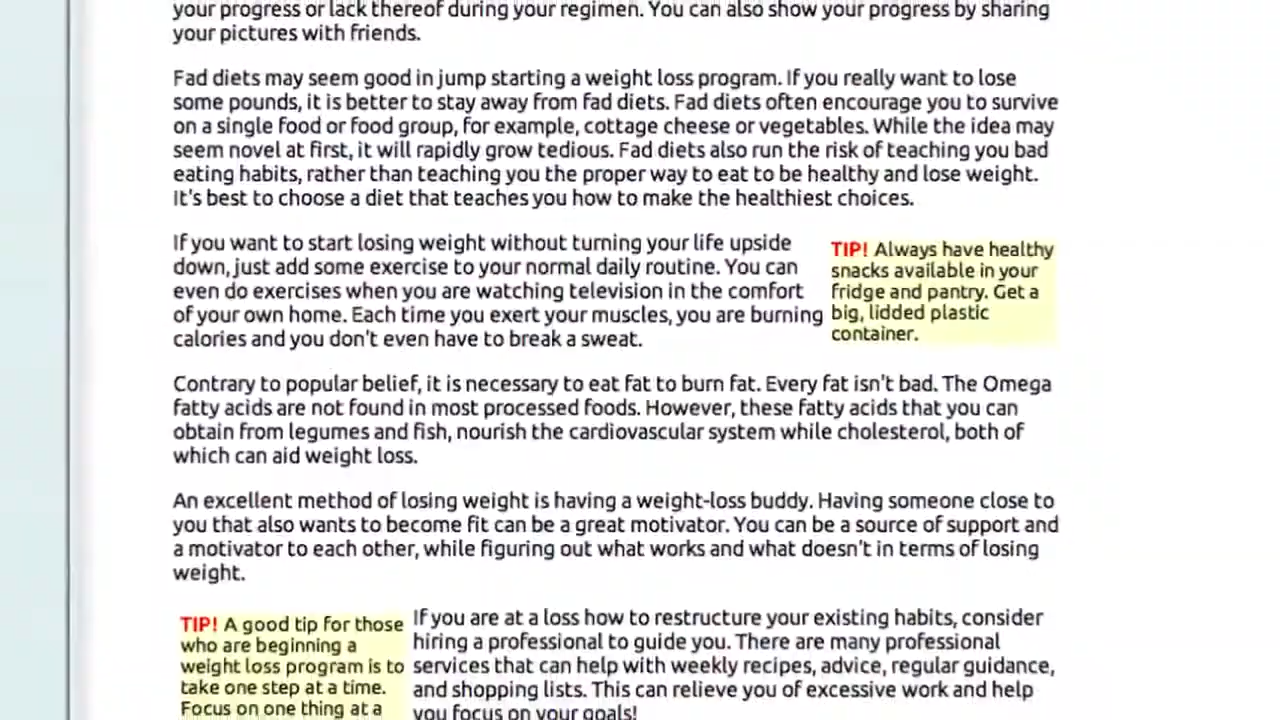 your progress or lack thereof during your regimen. You can also show your progress by sharing
your pictures with friends.
Fad diets may seem good in jump starting a weight loss program. If you really want to lose
some pounds, it is better to stay away from fad diets. Fad diets often encourage you to survive
on a single food or food group, for example, cottage cheese or vegetables. While the idea may
seem novel at first, it will rapidly grow tedious. Fad diets also run the risk of teaching you bad
eating habits, rather than teaching you the proper way to eat to be healthy and lose weight.
It's best to choose a diet that teaches you how to make the healthiest choices.
If you want to start losing weight without turning your life upside
down, just add some exercise to your normal daily routine. You can
even do exercises when you are watching television in the comfort
of your own home. Each time you exert your muscles, you are burning
calories and you don't even have to break a sweat.
TIP! Always have healthy
snacks available in your
fridge and pantry. Get a
big, lidded plastic
container.
Contrary to popular belief, it is necessary to eat fat to burn fat. Every fat isn't bad. The Omega
fatty acids are not found in most processed foods. However, these fatty acids that you can
obtain from legumes and fish, nourish the cardiovascular system while cholesterol, both of
which can aid weight loss.
An excellent method of losing weight is having a weight-loss buddy. Having someone close to
you that also wants to become fit can be a great motivator. You can be a source of support and
a motivator to each other, while figuring out what works and what doesn't in terms of losing
weight.
TIP! A good tip for those
who are beginning a
weight loss program is to
take one step at a time.
Focus on one thing at a
If you are at a loss how to restructure your existing habits, consider
hiring a professional to guide you. There are many professional
services that can help with weekly recipes, advice, regular guidance,
and shopping lists. This can relieve you of excessive work and help
you focus on your goals!